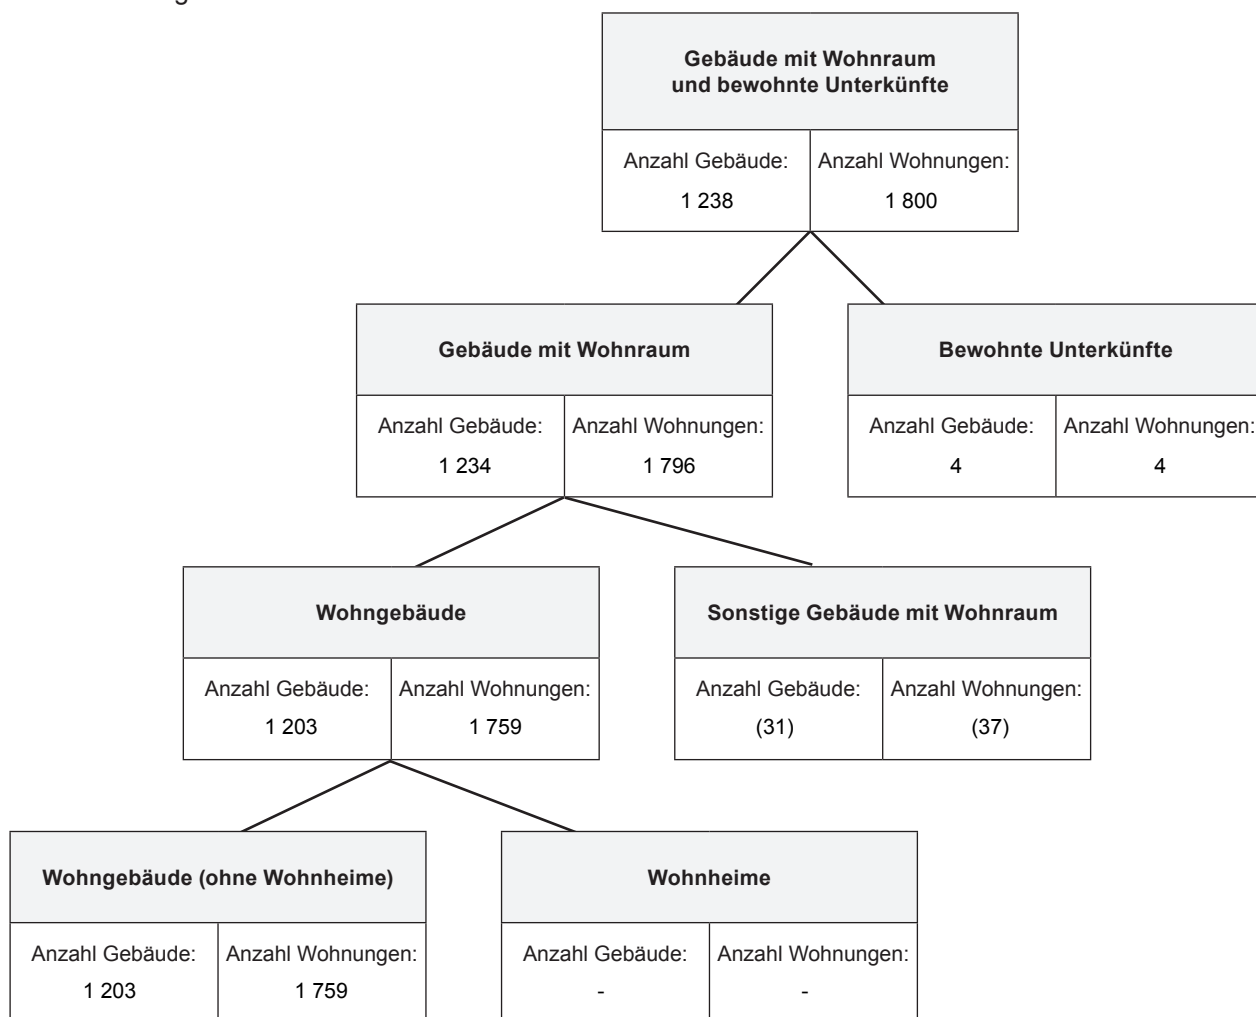 Gebäude mit Wohnraum
und bewohnte Unterkünfte
Anzahl Gebäude: Anzahl Wohnungen:
1 238 1 800
Gebäude mit Wohnraum
Anzahl Gebäude: Anzahl Wohnungen:
1 234 1 796
Bewohnte Unterkünfte
Anzahl Gebäude: Anzahl Wohnungen:
4 4
Wohngebäude
Anzahl Gebäude: Anzahl Wohnungen:
1 203 1 759
Sonstige Gebäude mit Wohnraum
Anzahl Gebäude: Anzahl Wohnungen:
(31) (37)
Wohngebäude (ohne Wohnheime)
Anzahl Gebäude: Anzahl Wohnungen:
1 203 1 759
Wohnheime
Anzahl Gebäude: Anzahl Wohnungen:
- -